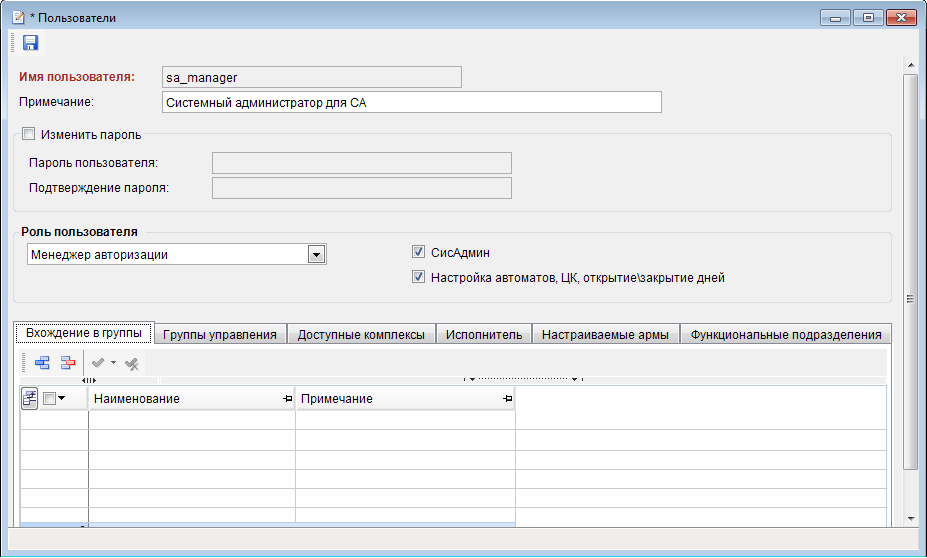 * Пользователи
Имя пользователя: sa_manager
Примечание: Системный администратор для СА
Изменить пароль
Пароль пользователя:
Подтверждение пароля:
Роль пользователя
Менеджер авторизации СисАдмин
Настройка автоматов, ЦК, открытие\закрытие дней
Вхождение в группы Группы управления Доступные комплексы Исполнитель Настраиваемые армы Функциональные подразделения
Наименование Примечание